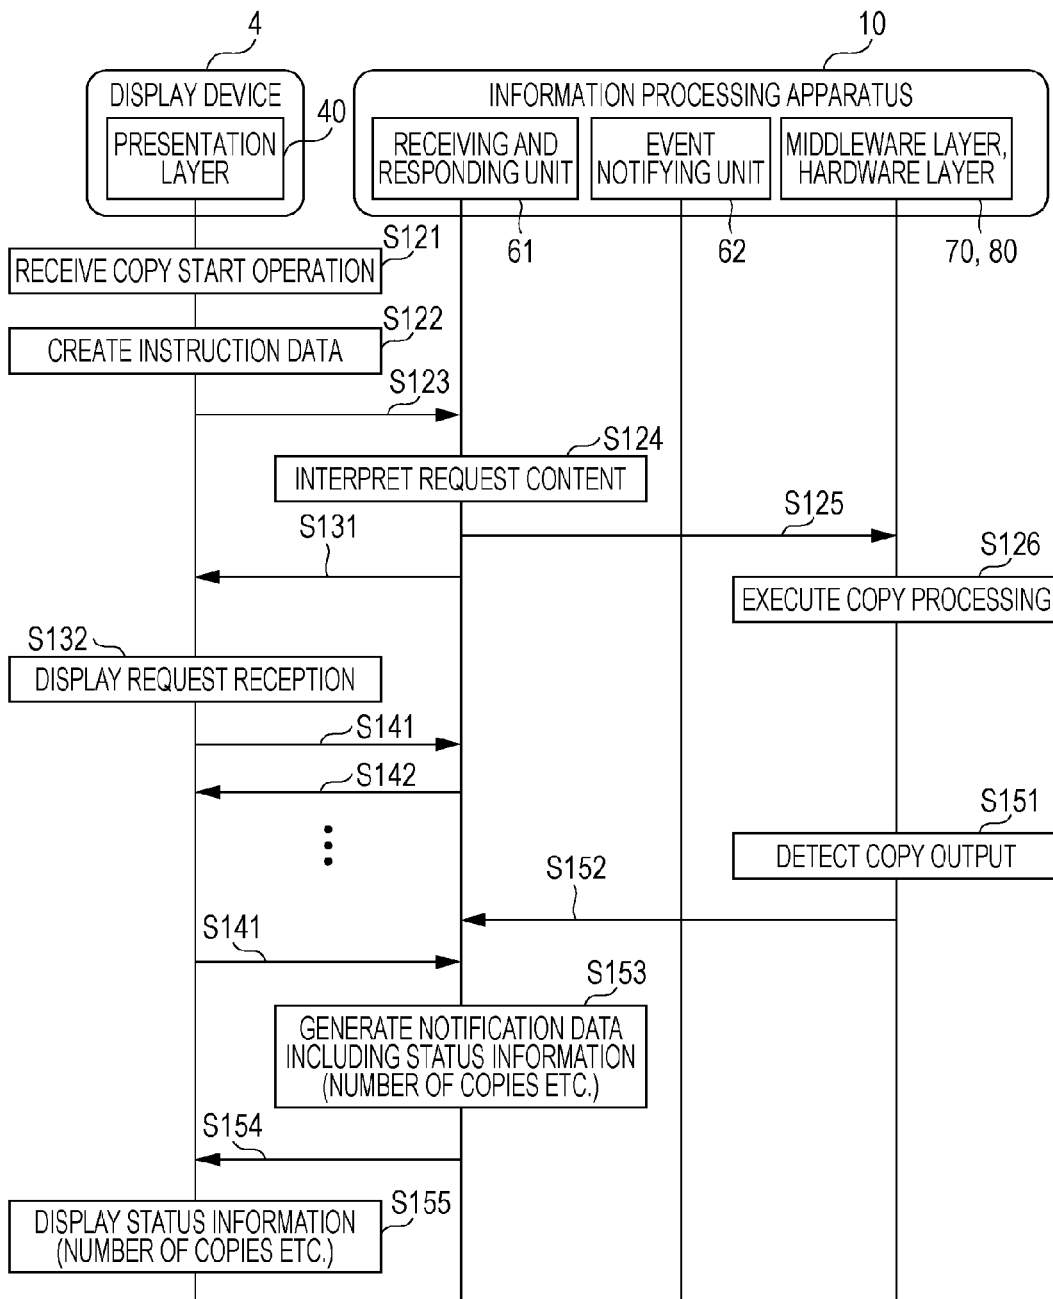 4
10
DISPLAY DEVICE
INFORMATION PROCESSING APPARATUS
40
PRESENTATION
LAYER
RECEIVING AND
RESPONDING UNIT
EVENT
NOTIFYING UNIT
MIDDLEWARE LAYER,
HARDWARE LAYER
61
62
70, 80
S121
RECEIVE COPY START OPERATION
S122
CREATE INSTRUCTION DATA
S123
S124
INTERPRET REQUEST CONTENT
S125
S131
S126
EXECUTE COPY PROCESSING
S132
DISPLAY REQUEST RECEPTION
S141
S142
S151
DETECT COPY OUTPUT
S152
S141
S153
GENERATE NOTIFICATION DATA
INCLUDING STATUS INFORMATION
(NUMBER OF COPIES ETC.)
S154
S155
DISPLAY STATUS INFORMATION
(NUMBER OF COPIES ETC.)